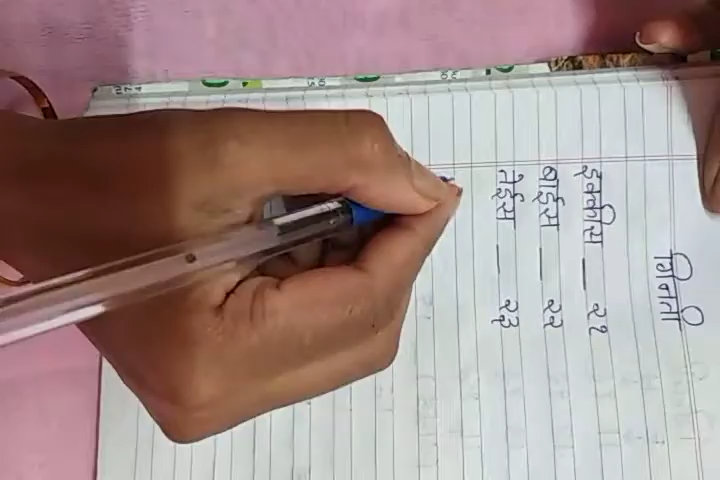 गिनती
इक्कीस — २१
बाईस — २२
तेईस — २३